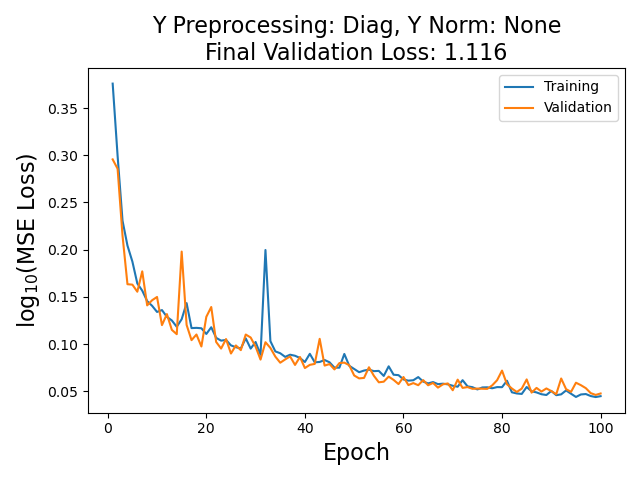 Y Preprocessing: Diag, Y Norm: None
Final Validation Loss: 1.116
Training
Validation
log10(MSE Loss)
0.35
0.30
0.25
0.20
0.15
0.10
0.05
0
20
40
60
80
100
Epoch